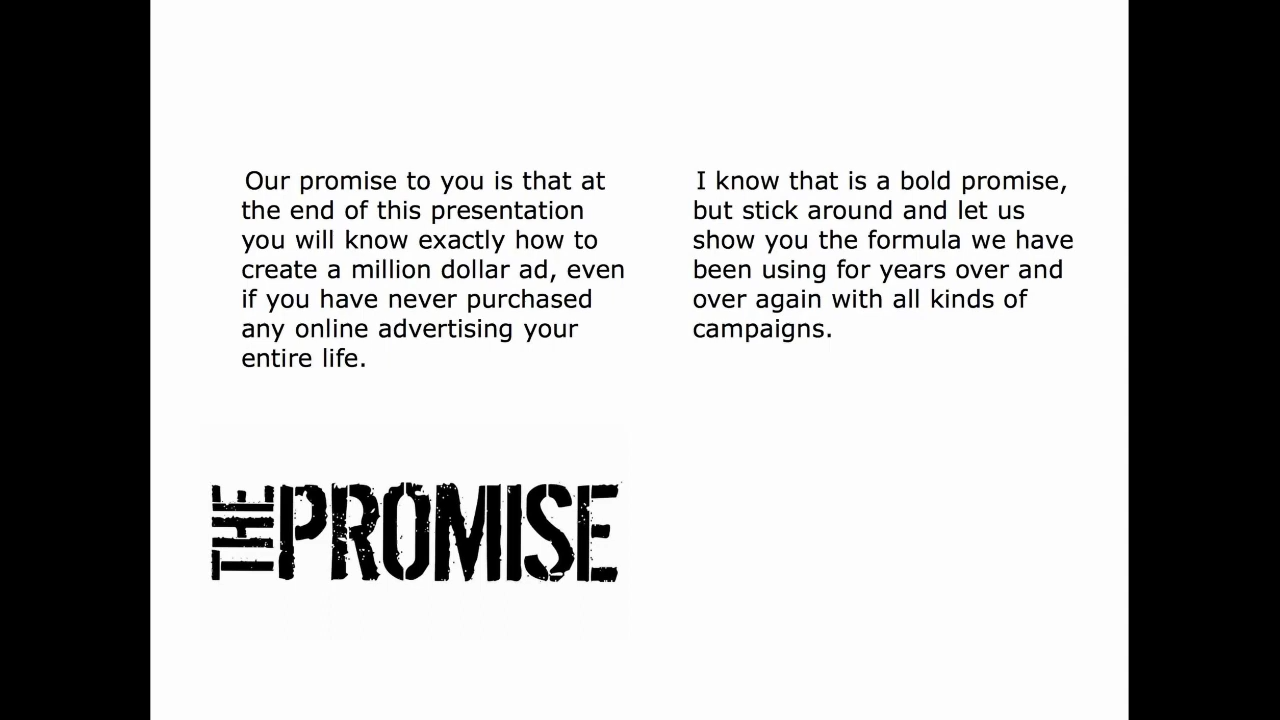 Our promise to you is that at
the end of this presentation
you will know exactly how to
create a million dollar ad, even
if you have never purchased
any online advertising your
entire life.
I know that is a bold promise,
but stick around and let us
show you the formula we have
been using for years over and
over again with all kinds of
campaigns.
THE PROMISE